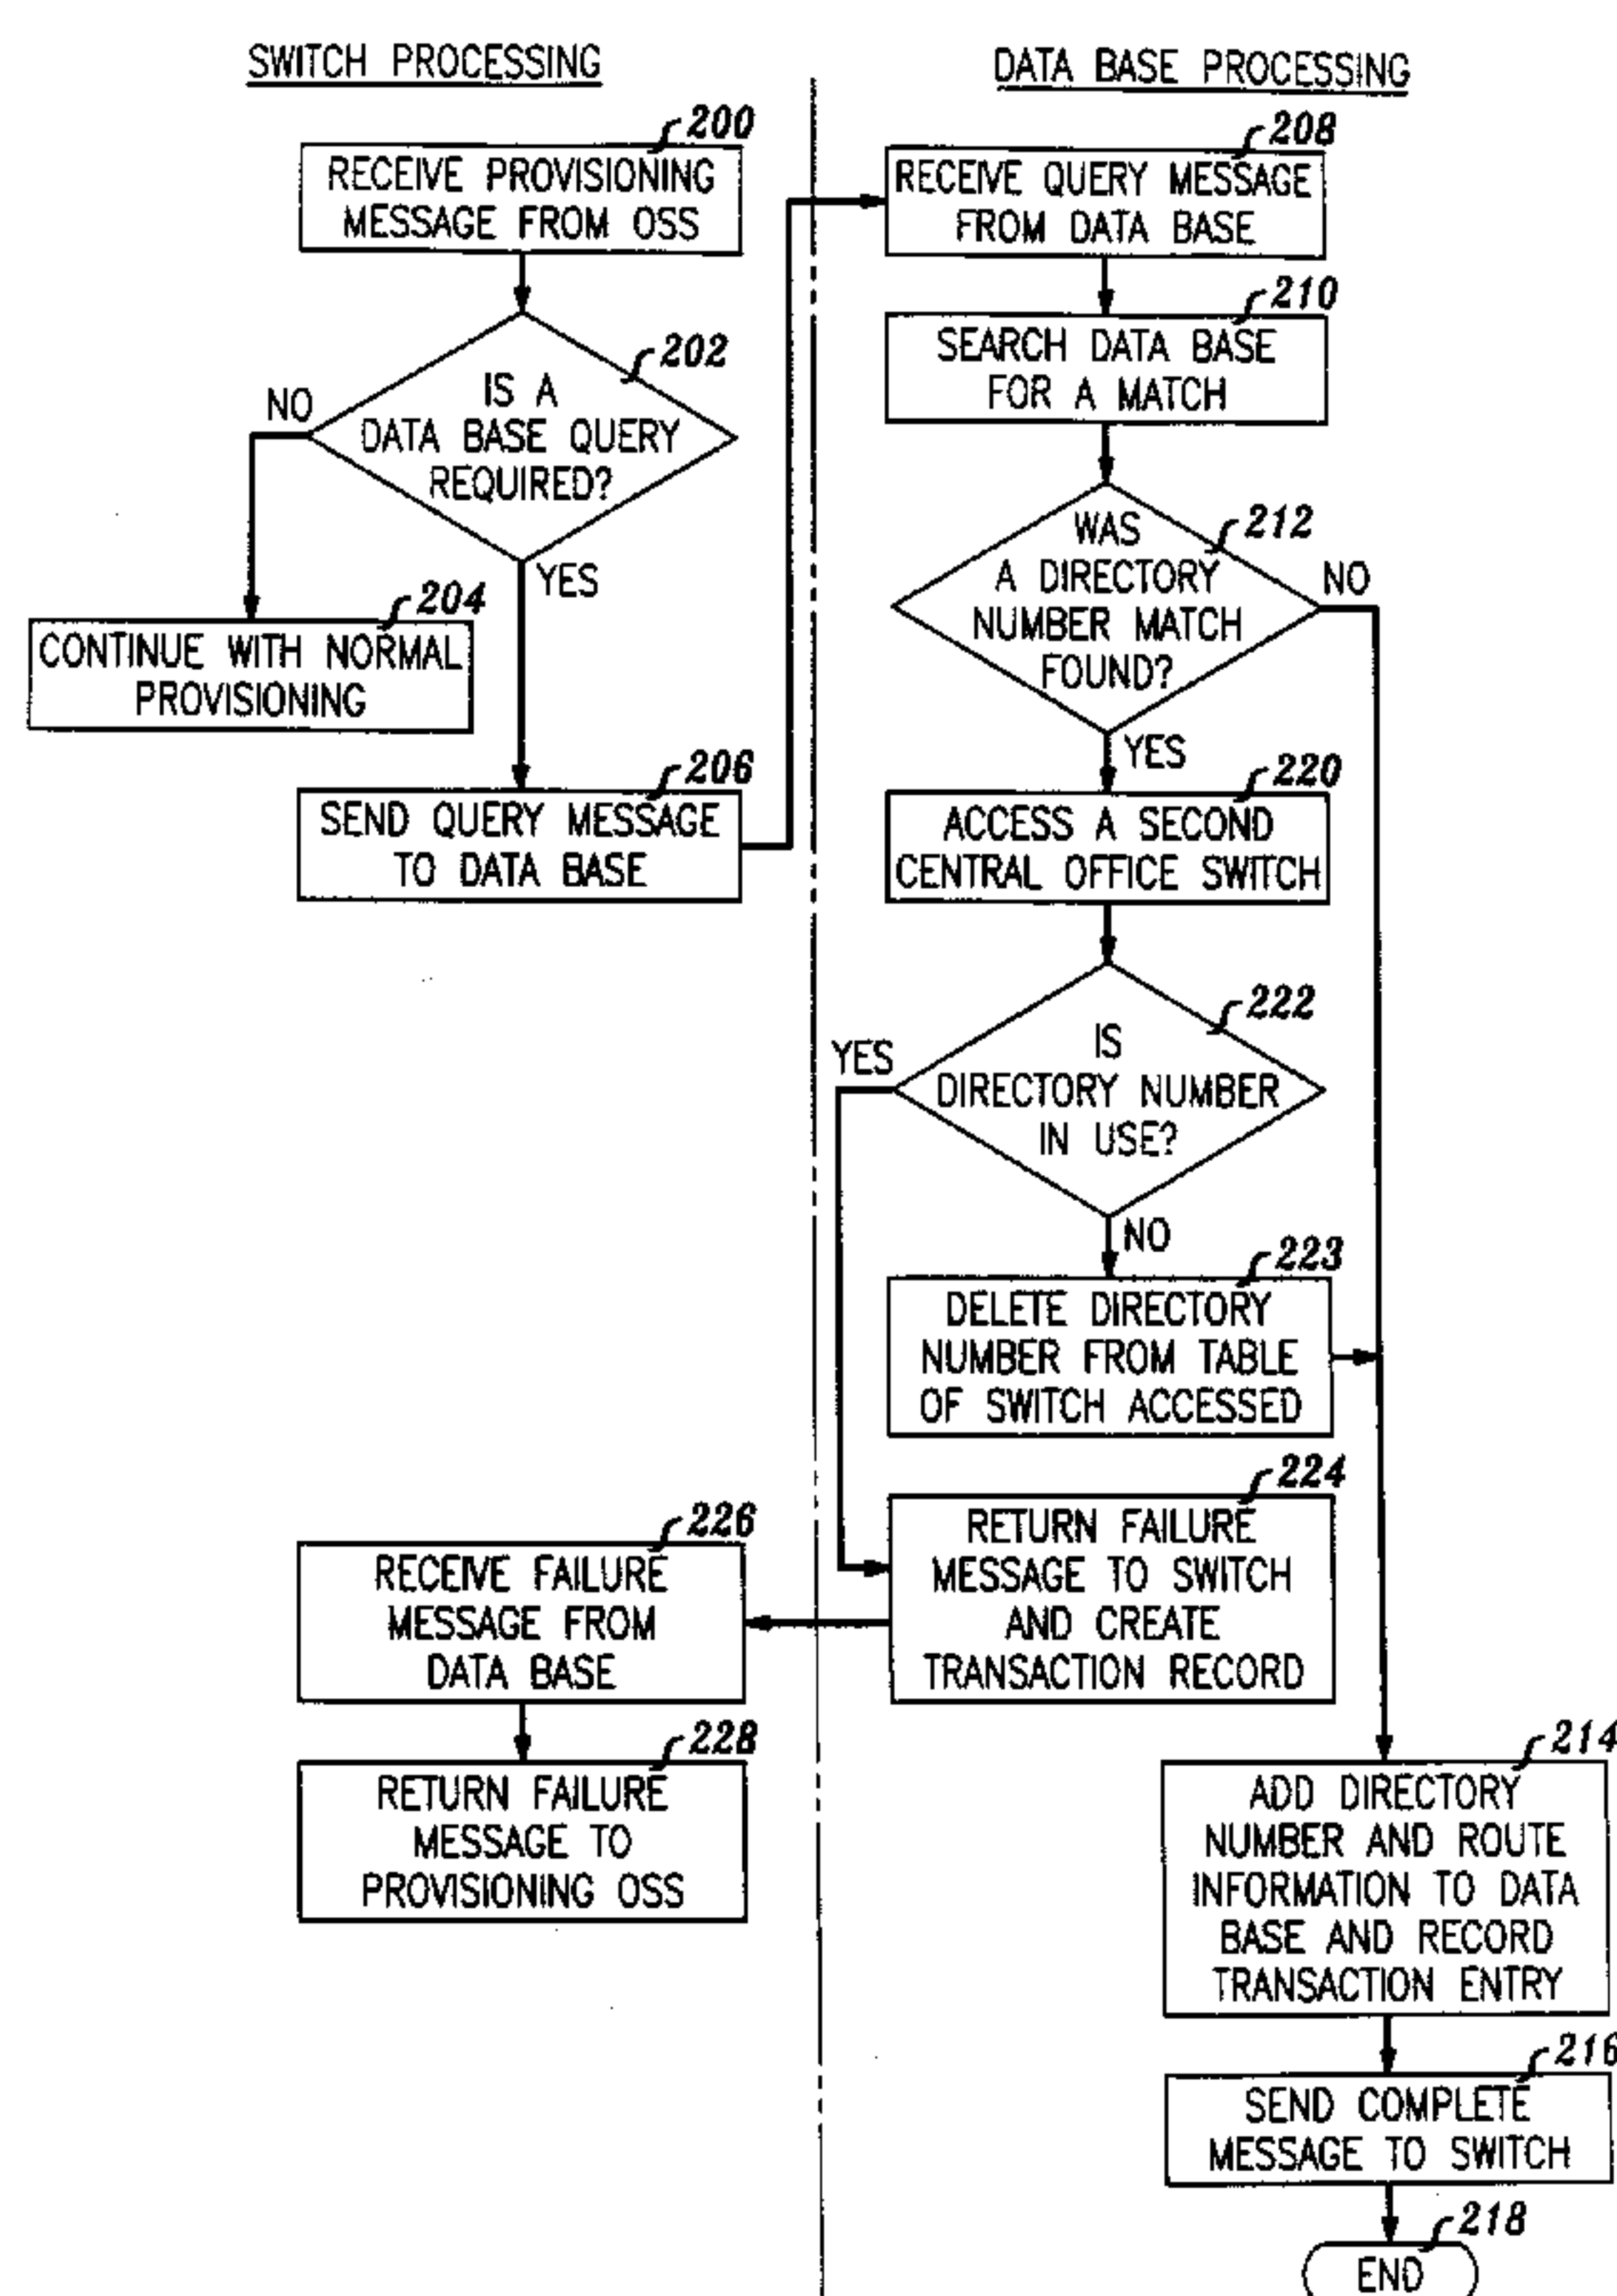 SWITCH PROCESSING
200
RECEIVE PROVISIONING
MESSAGE FROM OSS
202
IS A
DATA BASE QUERY
REQUIRED?
NO
YES
204
CONTINUE WITH NORMAL
PROVISIONING
206
SEND QUERY MESSAGE
TO DATA BASE
DATA BASE PROCESSING
208
RECEIVE QUERY MESSAGE
FROM DATA BASE
210
SEARCH DATA BASE
FOR A MATCH
212
WAS
A DIRECTORY
NUMBER MATCH
FOUND?
NO
YES
220
ACCESS A SECOND
CENTRAL OFFICE SWITCH
222
IS
DIRECTORY NUMBER
IN USE?
YES
NO
223
DELETE DIRECTORY
NUMBER FROM TABLE
OF SWITCH ACCESSED
224
RETURN FAILURE
MESSAGE TO SWITCH
AND CREATE
TRANSACTION RECORD
226
RECEIVE FAILURE
MESSAGE FROM
DATA BASE
228
RETURN FAILURE
MESSAGE TO
PROVISIONING OSS
214
ADD DIRECTORY
NUMBER AND ROUTE
INFORMATION TO DATA
BASE AND RECORD
TRANSACTION ENTRY
216
SEND COMPLETE
MESSAGE TO SWITCH
218
END